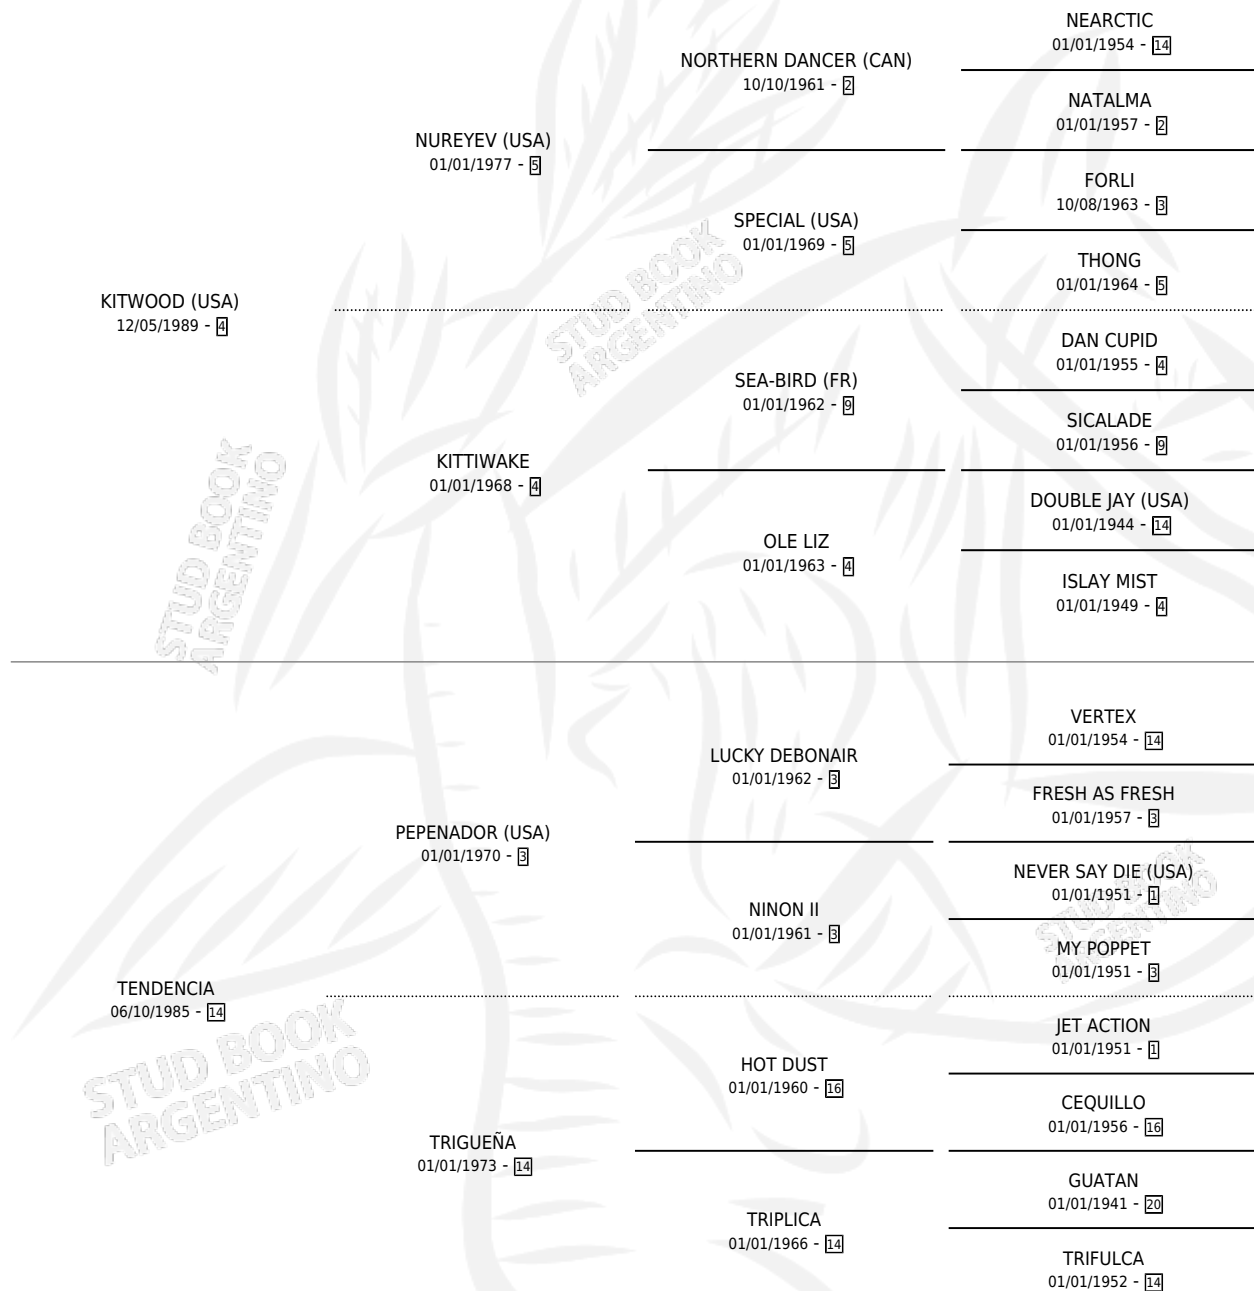 KITWOOD (USA)
12/05/1989 - 4
NUREYEV (USA)
01/01/1977 - 5
NORTHERN DANCER (CAN)
10/10/1961 - 2
NEARCTIC
01/01/1954 - 14
NATALMA
01/01/1957 - 2
SPECIAL (USA)
01/01/1969 - 5
FORLI
10/08/1963 - 3
THONG
01/01/1964 - 5
KITTIWAKE
01/01/1968 - 4
SEA-BIRD (FR)
01/01/1962 - 9
DAN CUPID
01/01/1955 - 4
SICALADE
01/01/1956 - 9
OLE LIZ
01/01/1963 - 4
DOUBLE JAY (USA)
01/01/1944 - 14
ISLAY MIST
01/01/1949 - 4
TENDENCIA
06/10/1985 - 14
PEPENADOR (USA)
01/01/1970 - 3
LUCKY DEBONAIR
01/01/1962 - 3
VERTEX
01/01/1954 - 14
FRESH AS FRESH
01/01/1957 - 3
NINON II
01/01/1961 - 3
NEVER SAY DIE (USA)
01/01/1951 - 1
MY POPPET
01/01/1951 - 3
TRIGUEÑA
01/01/1973 - 14
HOT DUST
01/01/1960 - 16
JET ACTION
01/01/1951 - 1
CEQUILLO
01/01/1956 - 16
TRIPLICA
01/01/1966 - 14
GUATAN
01/01/1941 - 20
TRIFULCA
01/01/1952 - 14
STUD BOOK
ARGENTINO
STUD BOOK
ARGENTINO
STUD BOOK
ARGENTINO
STUD BOOK
ARGENTINO